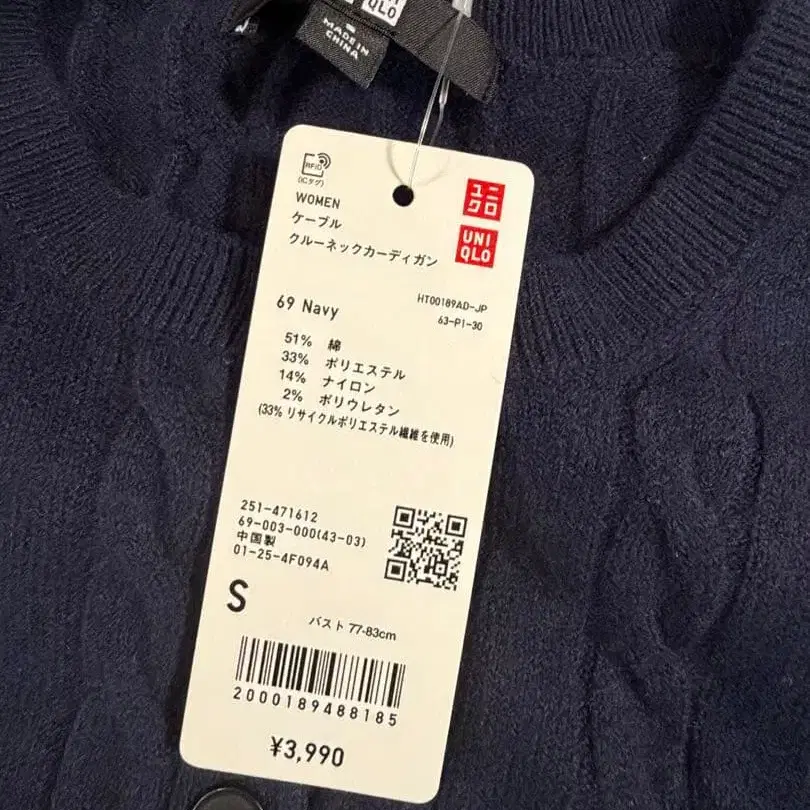 QLO
MADE IN
CHINA
RFID
(ICタグ)
ユニ
クロ
UNI
QLO
WOMEN
ケーブル
クルーネックカーディガン
69 Navy
HT00189AD-JP
63-P1-30
51% 綿
33% ポリエステル
14% ナイロン
2% ポリウレタン
(33% リサイクルポリエステル繊維を使用)
251-471612
69-003-000(43-03)
中国製
01-25-4F094A
S
バスト 77-83cm
2000189488185
¥3,990